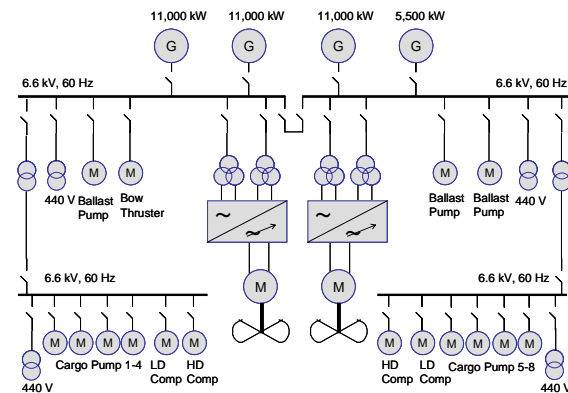 11,000 kW 11,000 kW 11,000 kW 5,500 kW
G G G G
6.6 kV, 60 Hz 6.6 kV, 60 Hz
M M M M
440 V Ballast Pump Bow Thruster Ballast Pump Ballast Pump 440 V
~ ~
~ ~
6.6 kV, 60 Hz M M 6.6 kV, 60 Hz
M M M M M M M M M M M M
Cargo Pump 1-4 LD Comp HD Comp HD Comp LD Comp Cargo Pump 5-8
440 V 440 V